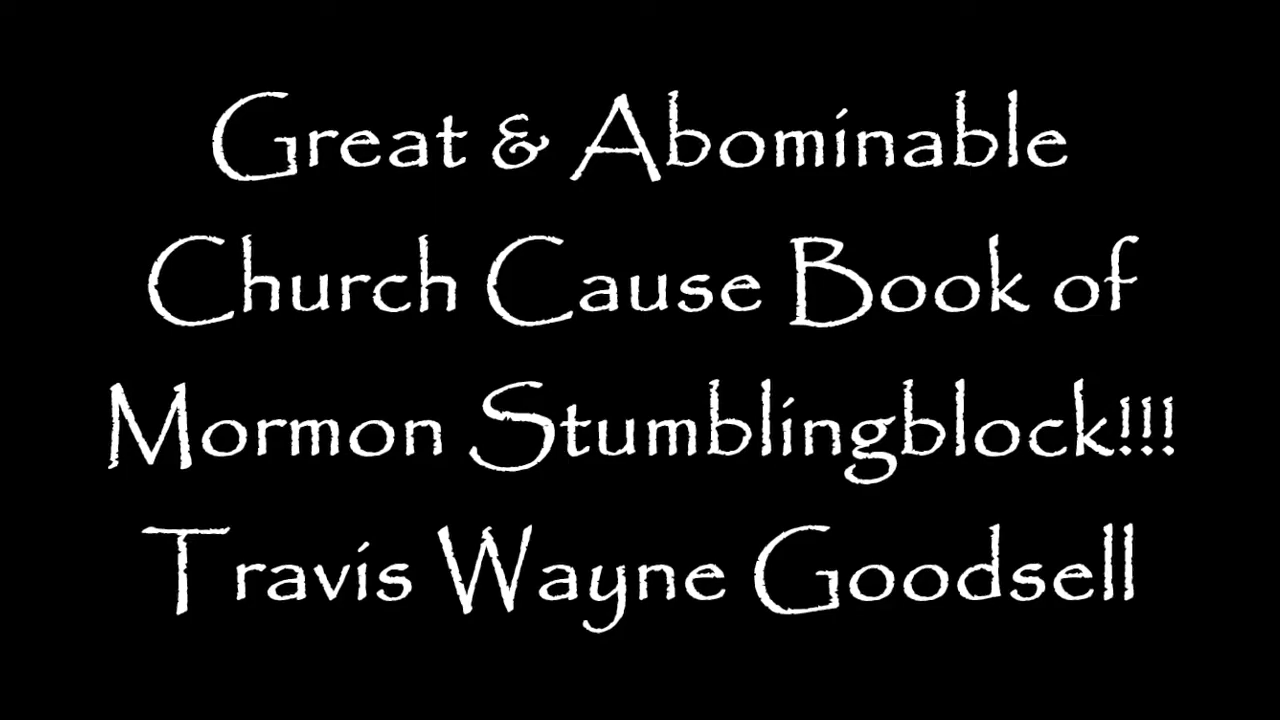 Great & Abominable
Church Cause Book of
Mormon Stumblingblock!!!
Travis Wayne Goodsell